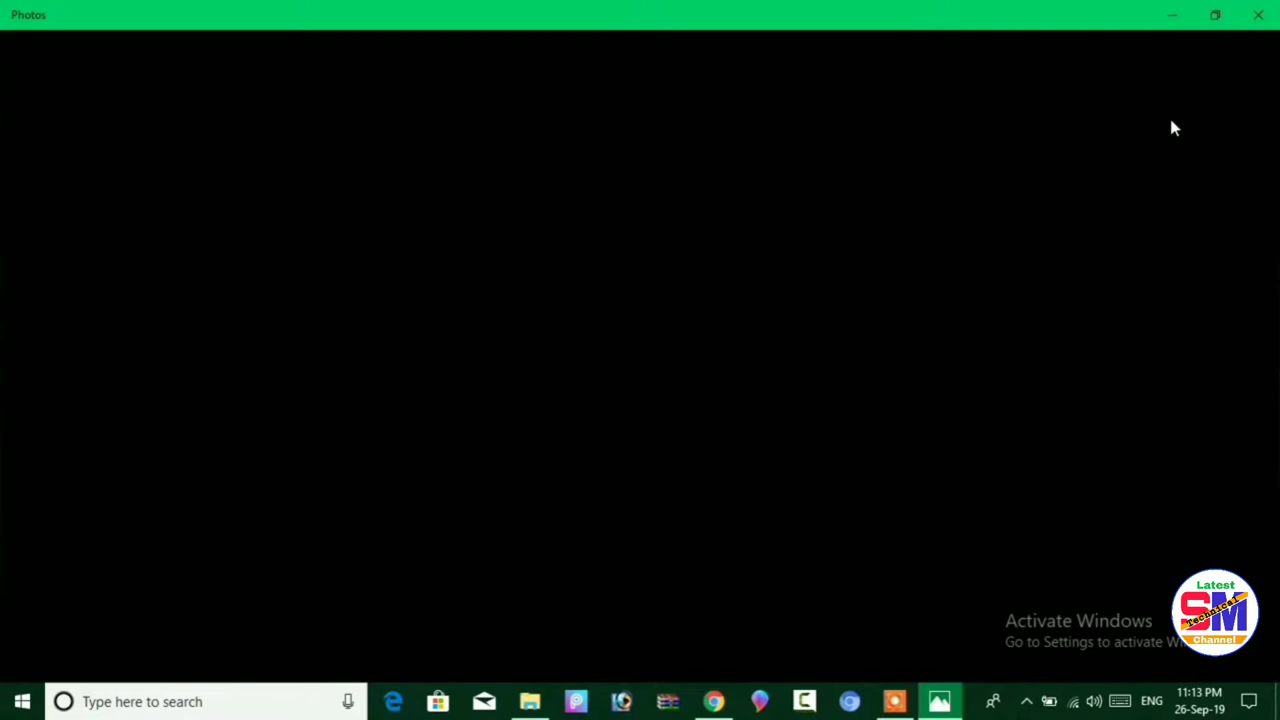 Photos
Activate Windows
Go to Settings to activate Wi
Latest
SM
Technical
Channel
Type here to search
ENG
11:13 PM
26-Sep-19